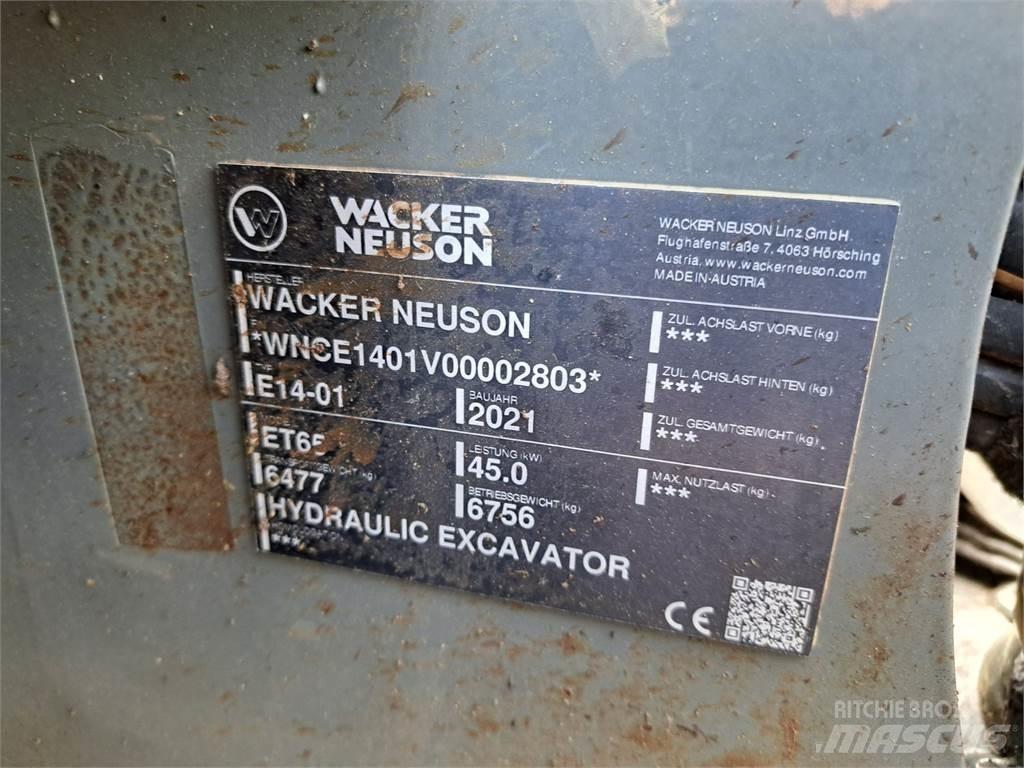 WACKER
NEUSON
WACKER NEUSON Linz GmbH
Flughafenstraße 7, 4063 Hörsching
Austria, www.wackerneuson.com
MADE IN AUSTRIA
HERSTELLER
WACKER NEUSON
*WNCE1401V00002803*
E14-01
BAUJAHR
2021
ZUL. ACHSLAST VORNE (kg)
***
ZUL. ACHSLAST HINTEN (kg)
***
ZUL. GESAMTGEWICHT (kg)
***
ET65
LEISTUNG (kW)
45.0
MAX. NUTZLAST (kg)
***
6477
BETRIEBSGEWICHT (kg)
6756
HYDRAULIC EXCAVATOR
***
CE
RITCHIE BROS
MASCUS